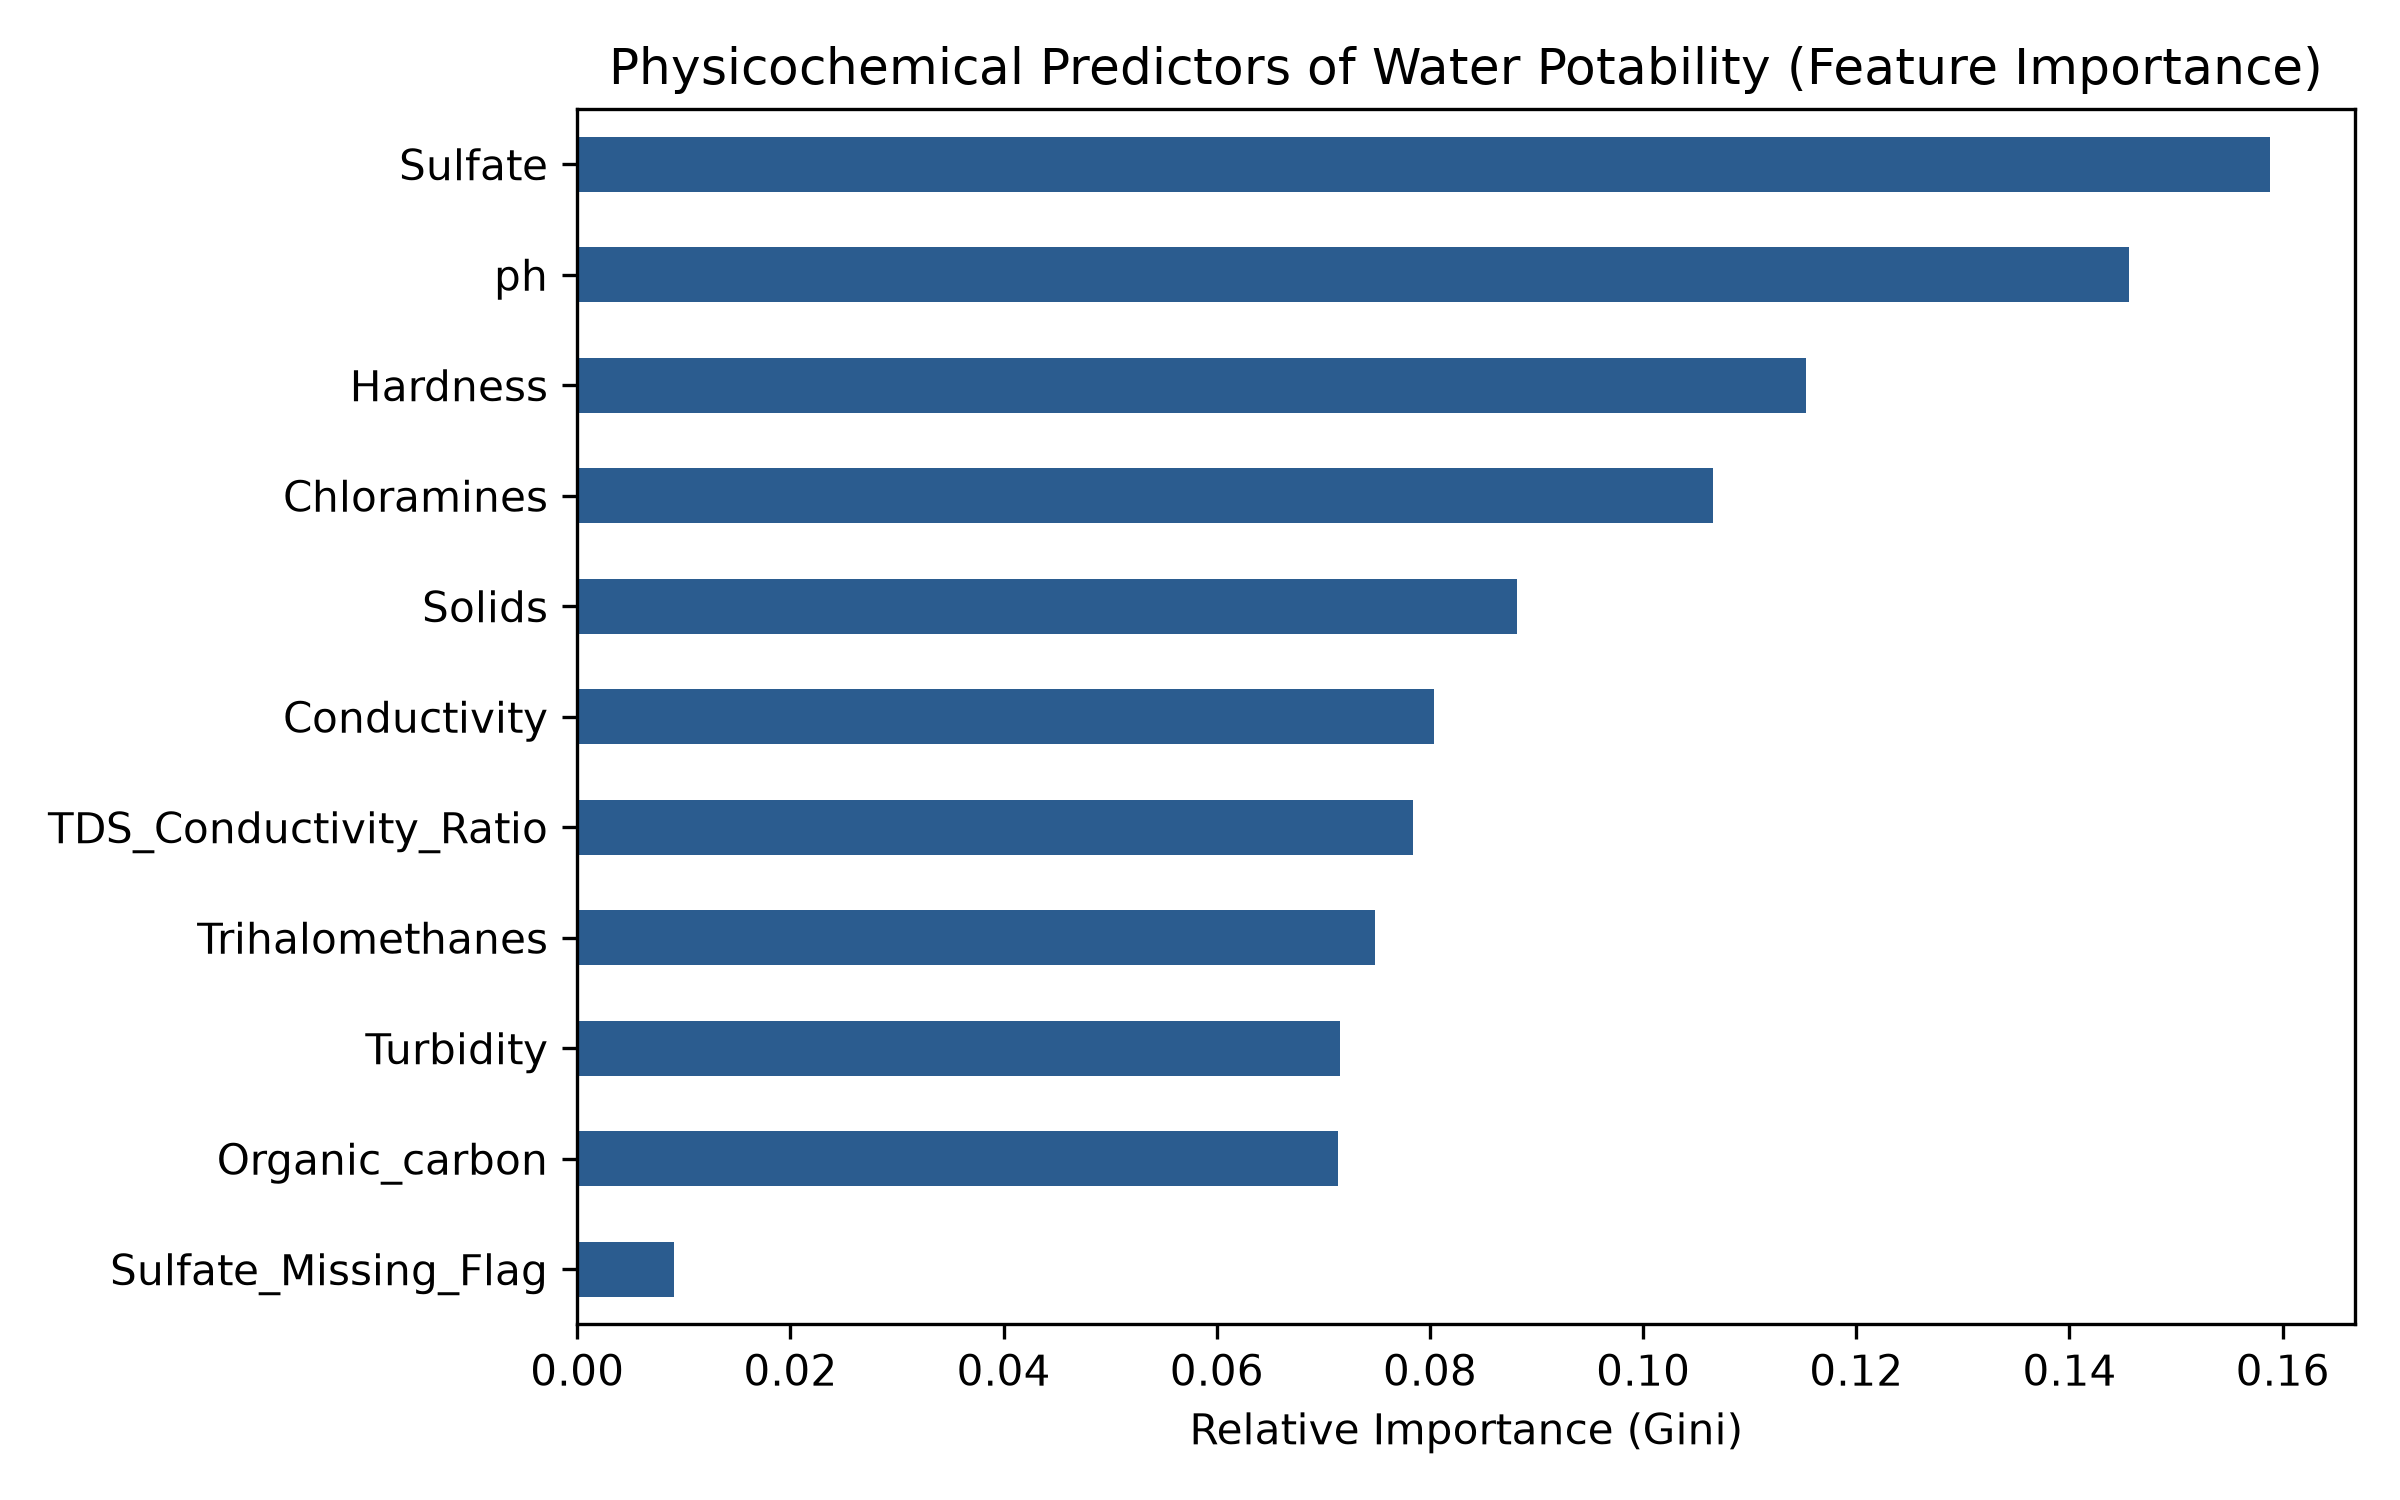 Physicochemical Predictors of Water Potability (Feature Importance)
Sulfate
ph
Hardness
Chloramines
Solids
Conductivity
TDS_Conductivity_Ratio
Trihalomethanes
Turbidity
Organic_carbon
Sulfate_Missing_Flag
0.00 0.02 0.04 0.06 0.08 0.10 0.12 0.14 0.16
Relative Importance (Gini)